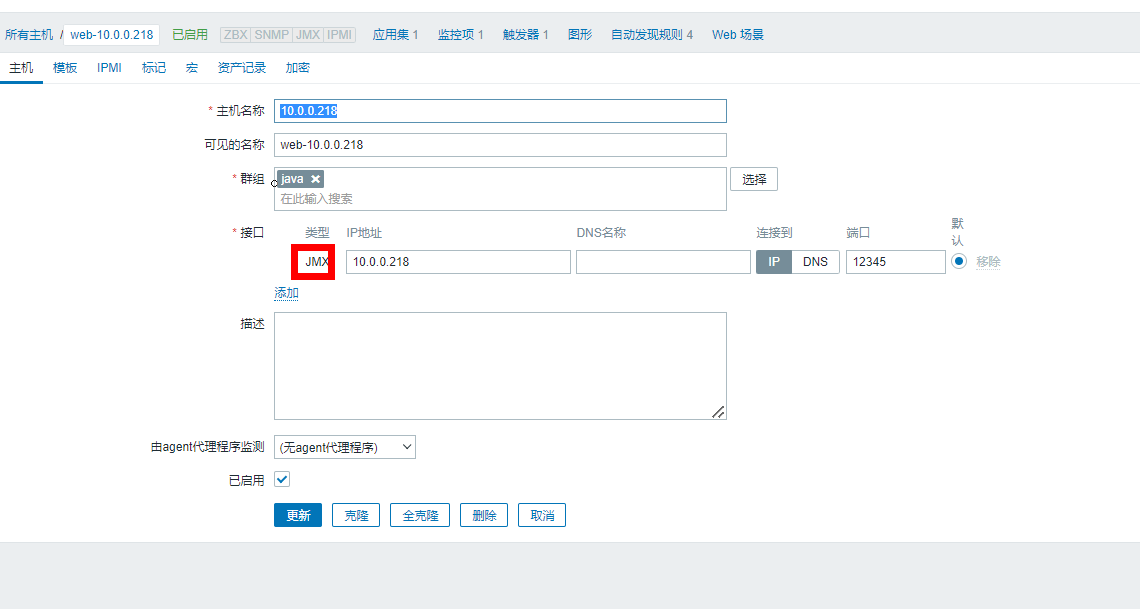 所有主机 / web-10.0.0.218 已启用 ZBX SNMP JMX IPMI 应用集 1 监控项 1 触发器 1 图形 自动发现规则 4 Web 场景
主机 模板 IPMI 标记 宏 资产记录 加密
* 主机名称 10.0.0.218
可见的名称 web-10.0.0.218
* 群组 java ×
在此输入搜索
选择
* 接口 类型 IP地址 DNS名称 连接到 端口 默认
JMX 10.0.0.218 IP DNS 12345 移除
添加
描述
由agent代理程序监测 (无agent代理程序)
已启用
更新 克隆 全克隆 删除 取消